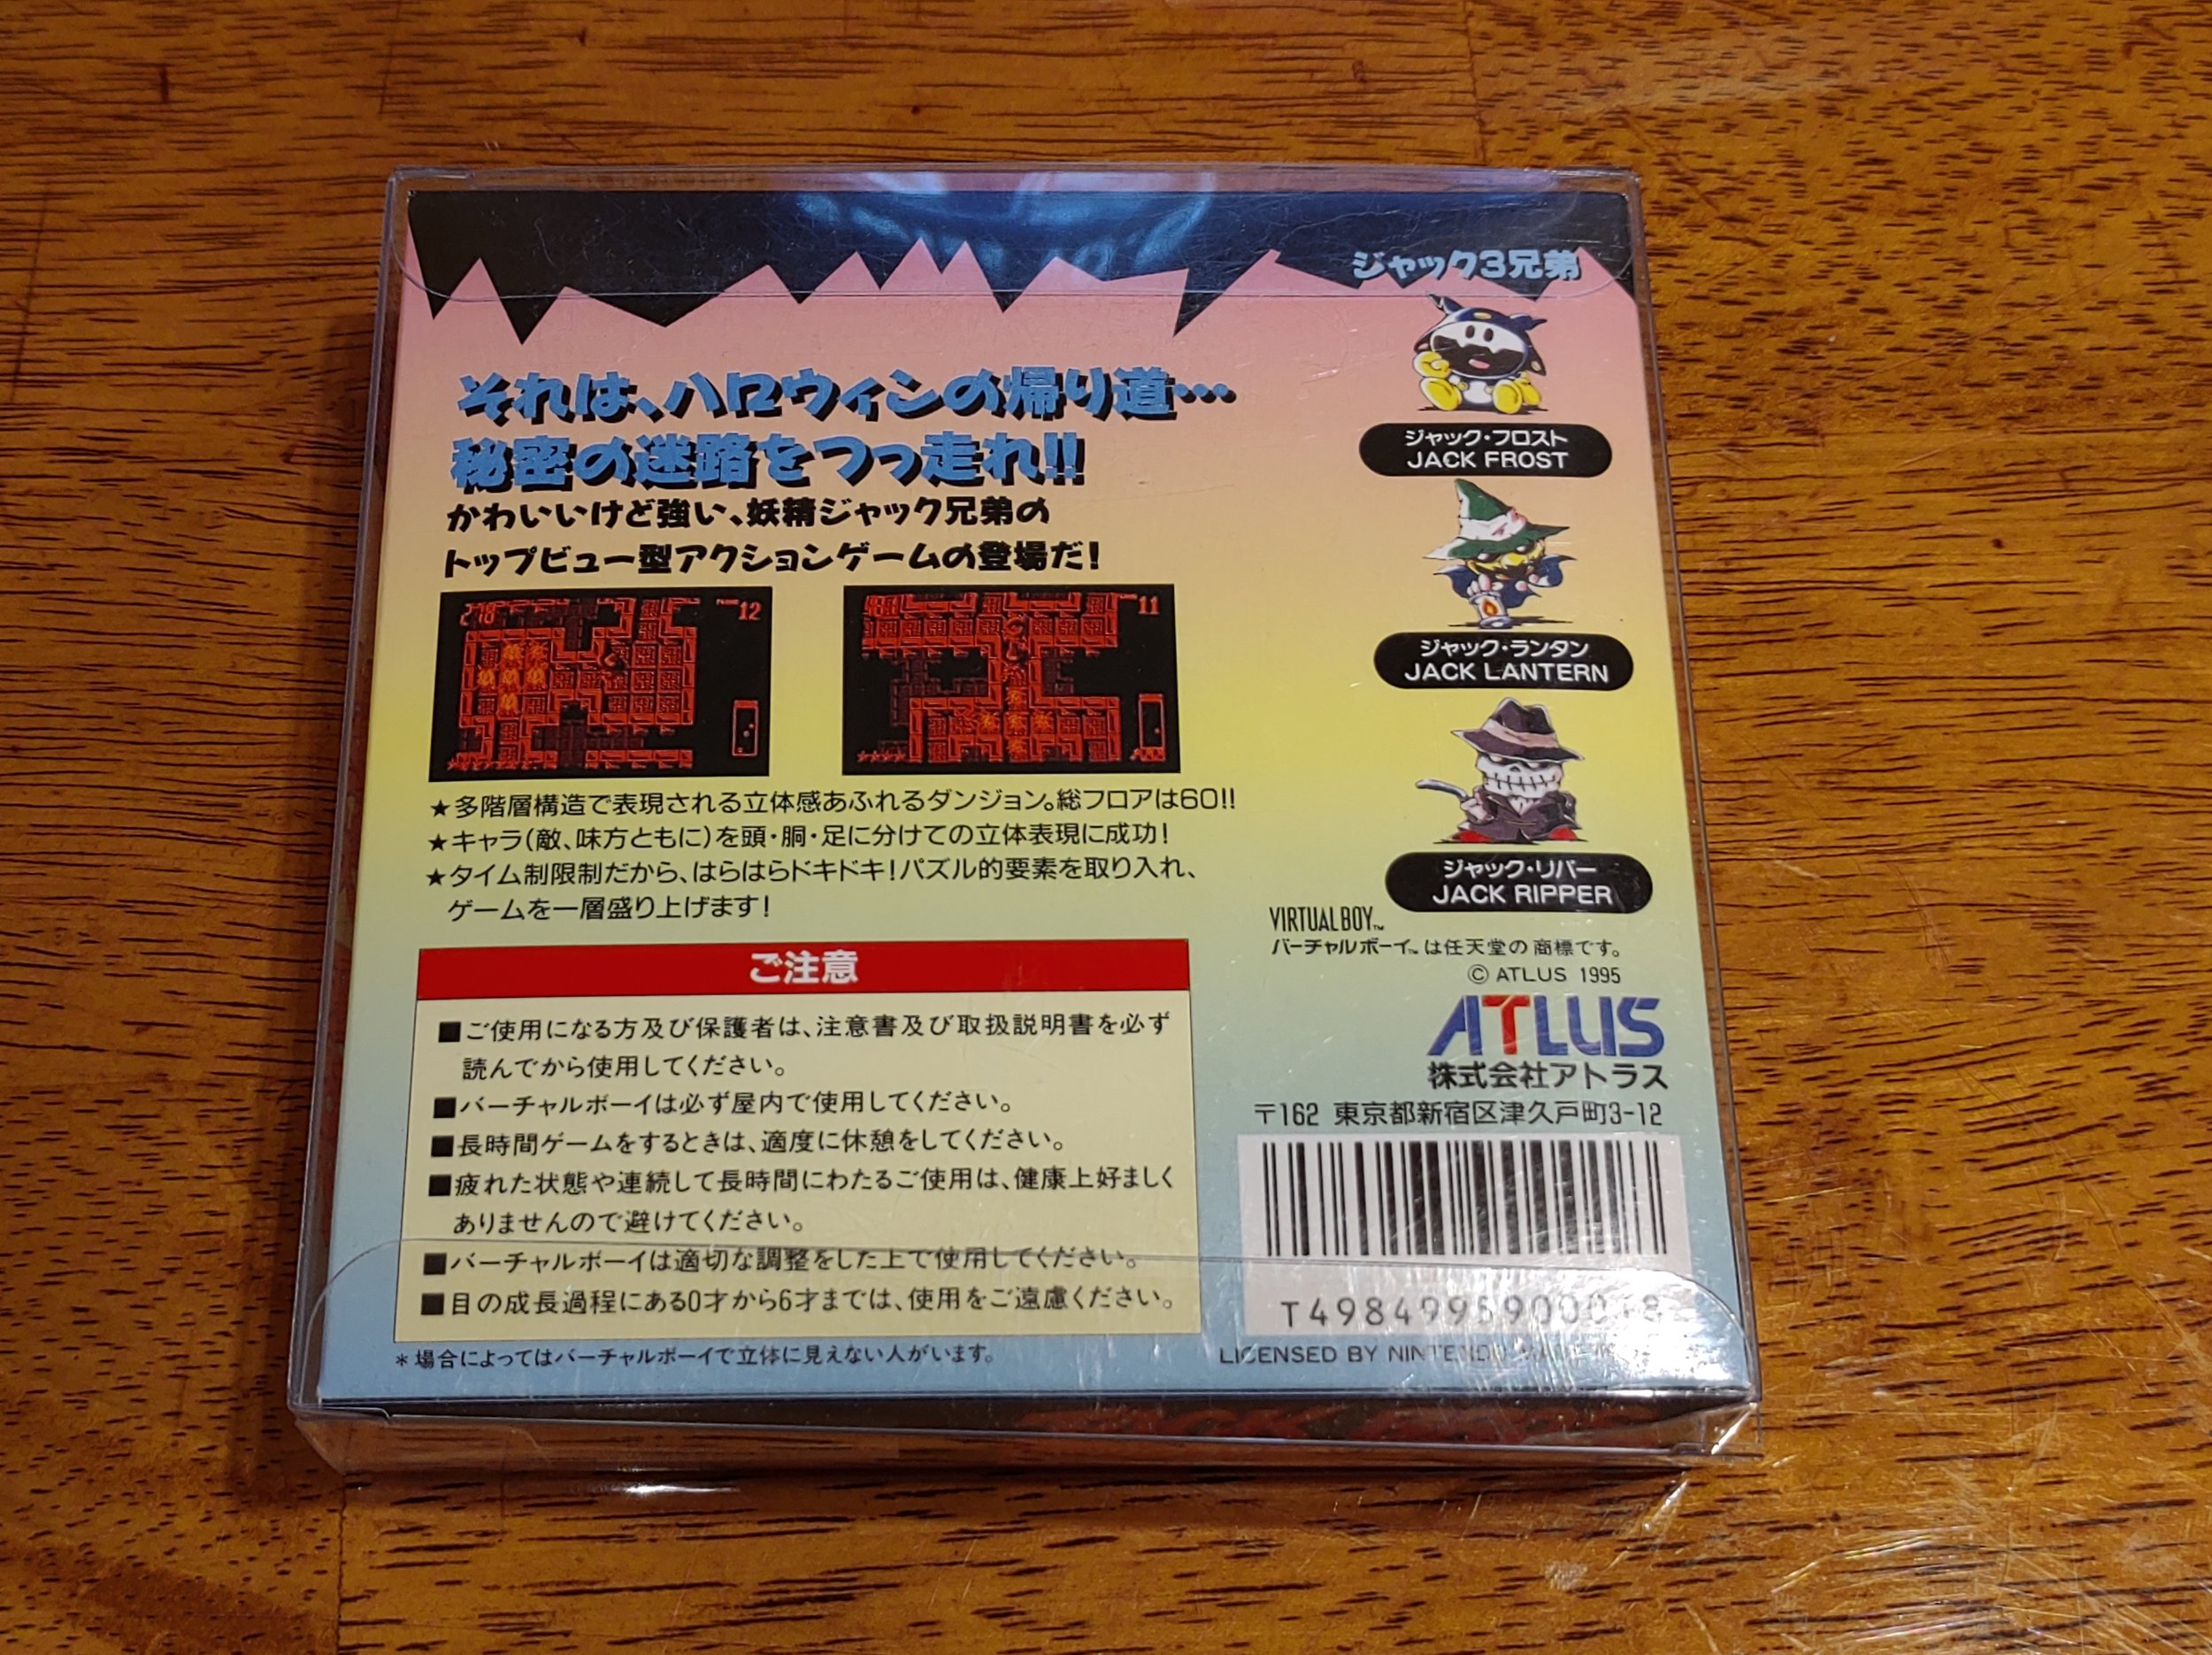 ジャック3兄弟
それは、ハロウィンの帰り道…
秘密の迷路をつっ走れ!!
かわいいけど強い、妖精ジャック兄弟の
トップビュー型アクションゲームの登場だ!
12
11
★多階層構造で表現される立体感あふれるダンジョン。総フロアは60!!
★キャラ(敵、味方ともに)を頭・胴・足に分けての立体表現に成功!
★タイム制限制だから、はらはらドキドキ!パズル的要素を取り入れ、
ゲームを一層盛り上げます!
ジャック・フロスト
JACK FROST
ジャック・ランタン
JACK LANTERN
ジャック・リパー
JACK RIPPER
ご注意
■ご使用になる方及び保護者は、注意書及び取扱説明書を必ず
読んでから使用してください。
■バーチャルボーイは必ず屋内で使用してください。
■長時間ゲームをするときは、適度に休憩をしてください。
■疲れた状態や連続して長時間にわたるご使用は、健康上好ましく
ありませんので避けてください。
■バーチャルボーイは適切な調整をした上で使用してください。
■目の成長過程にある0才から6才までは、使用をご遠慮ください。
*場合によってはバーチャルボーイで立体に見えない人がいます。
VIRTUAL BOY™
バーチャルボーイ™は任天堂の商標です。
© ATLUS 1995
ATLUS
株式会社アトラス
〒162 東京都新宿区津久戸町3-12
LICENSED BY NINTENDO